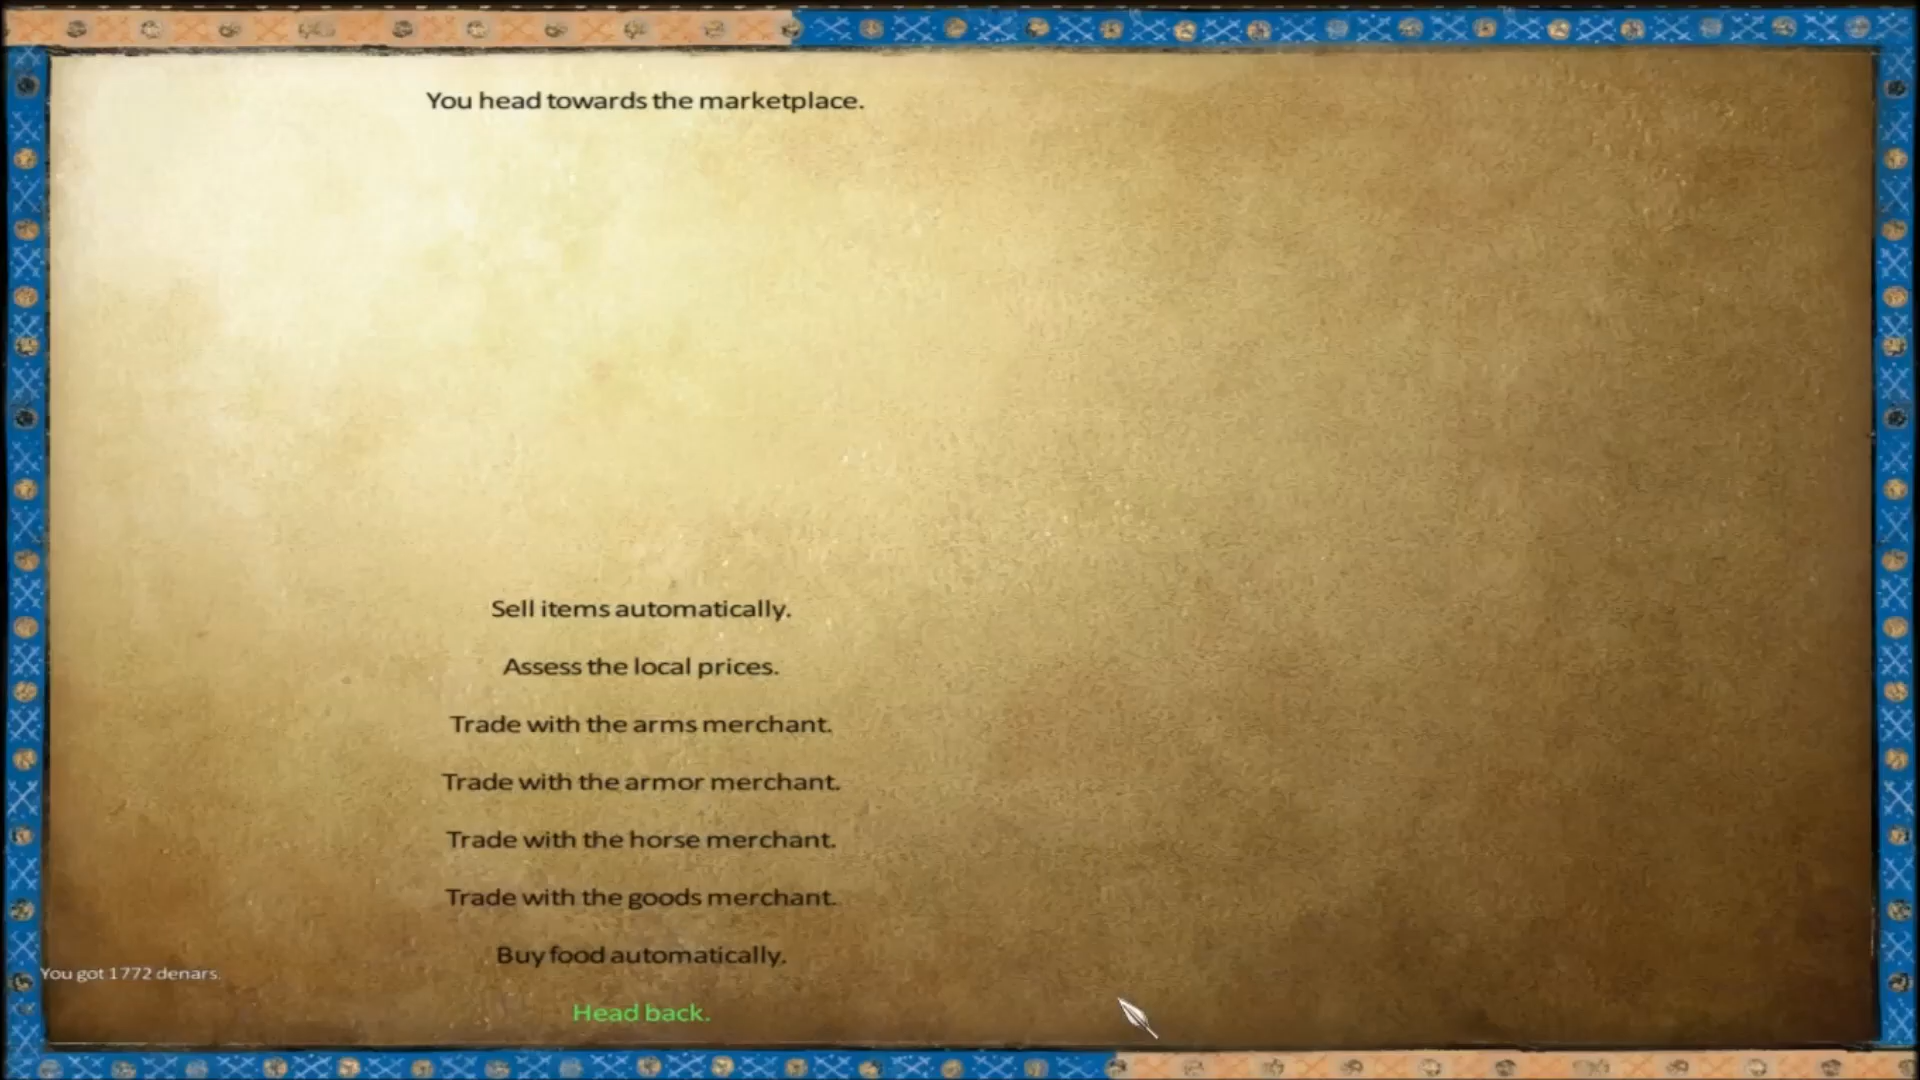 You head towards the marketplace.
Sell items automatically.
Assess the local prices.
Trade with the arms merchant.
Trade with the armor merchant.
Trade with the horse merchant.
Trade with the goods merchant.
Buy food automatically.
You got 1772 denars.
Head back.